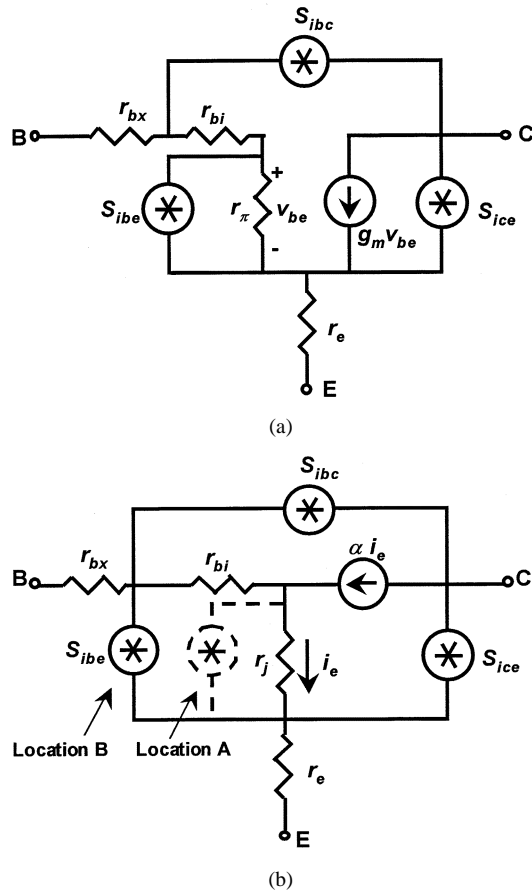 S_ibc
r_bx
r_bi
B
C
+
S_ibe
r_π
v_be
-
g_m v_be
S_ice
r_e
E
(a)
S_ibc
r_bx
r_bi
α i_e
B
C
S_ibe
r_j
i_e
S_ice
Location B
Location A
r_e
E
(b)